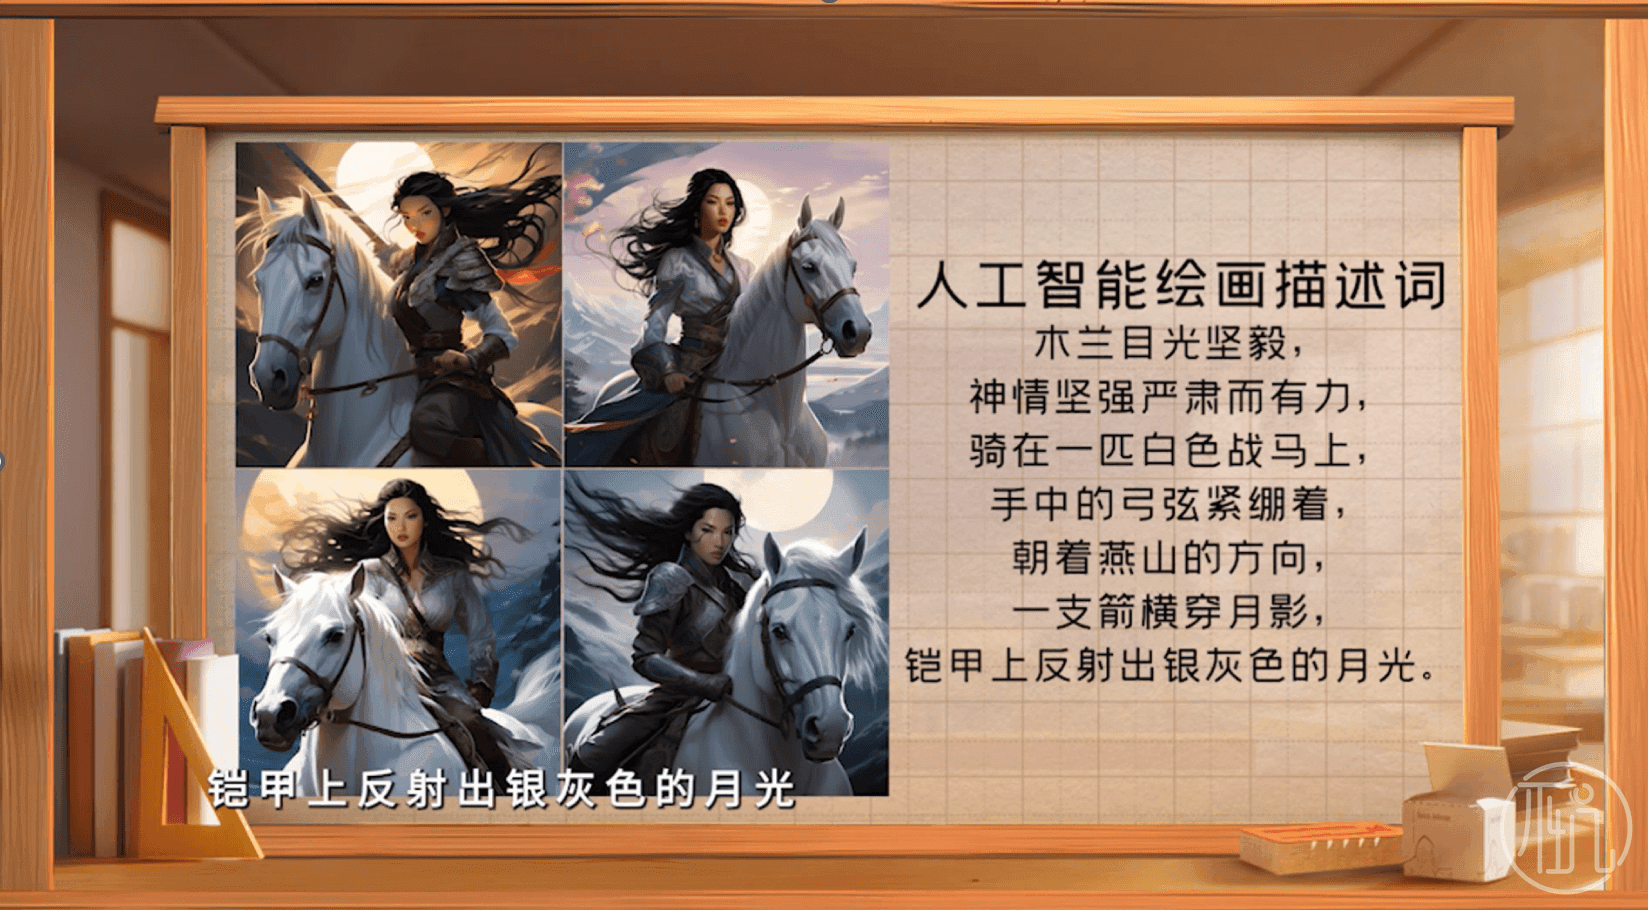 人工智能绘画描述词
木兰目光坚毅，
神情坚强严肃而有力，
骑在一匹白色战马上，
手中的弓弦紧绷着，
朝着燕山的方向，
一支箭横穿月影，
铠甲上反射出银灰色的月光。
铠甲上反射出银灰色的月光